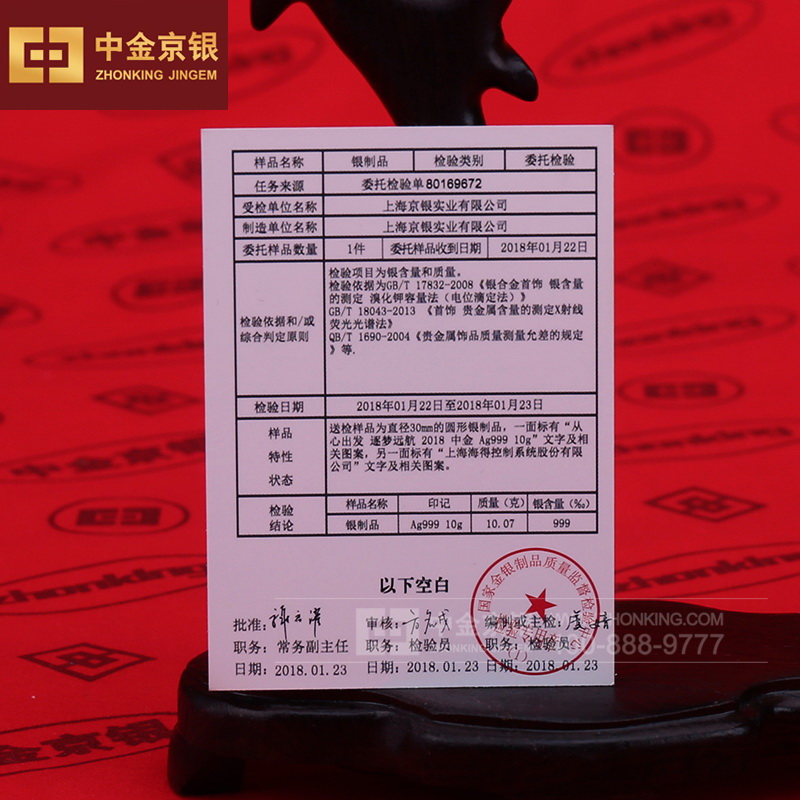 中金京银
ZHONKING JINGEM
样品名称 银制品 检验类别 委托检验
任务来源 委托检验单80169672
受检单位名称 上海京银实业有限公司
制造单位名称 上海京银实业有限公司
委托样品数量 1件 委托样品收到日期 2018年01月22日
检验依据和/或
综合判定原则
检验项目为银含量和质量。
检验依据为GB/T 17832-2008《银合金首饰 银含量
的测定 溴化钾容量法（电位滴定法）》
GB/T 18043-2013 《首饰 贵金属含量的测定X射线
荧光光谱法》
QB/T 1690-2004《贵金属饰品质量测量允差的规定
》等.
检验日期 2018年01月22日至2018年01月23日
样品
特性
状态
送检样品为直径30mm的圆形银制品，一面标有“从
心出发 逐梦远航 2018 中金 Ag999 10g”文字及相
关图案，另一面标有“上海海得控制系统股份有限
公司”文字及相关图案。
检验
结论
样品名称 印记 质量（克） 银含量（‰）
银制品 Ag999 10g 10.07 999
以下空白
国家金银制品质量监督检验中心
检验专用章
(1)
批准: 审核: 编制或主检:
职务: 常务副主任 职务: 检验员 职务: 检验员
日期: 2018.01.23 日期: 2018.01.23 日期: 2018.01.23
中金京银
WWW.ZHONKING.COM
888-9777
zhonking